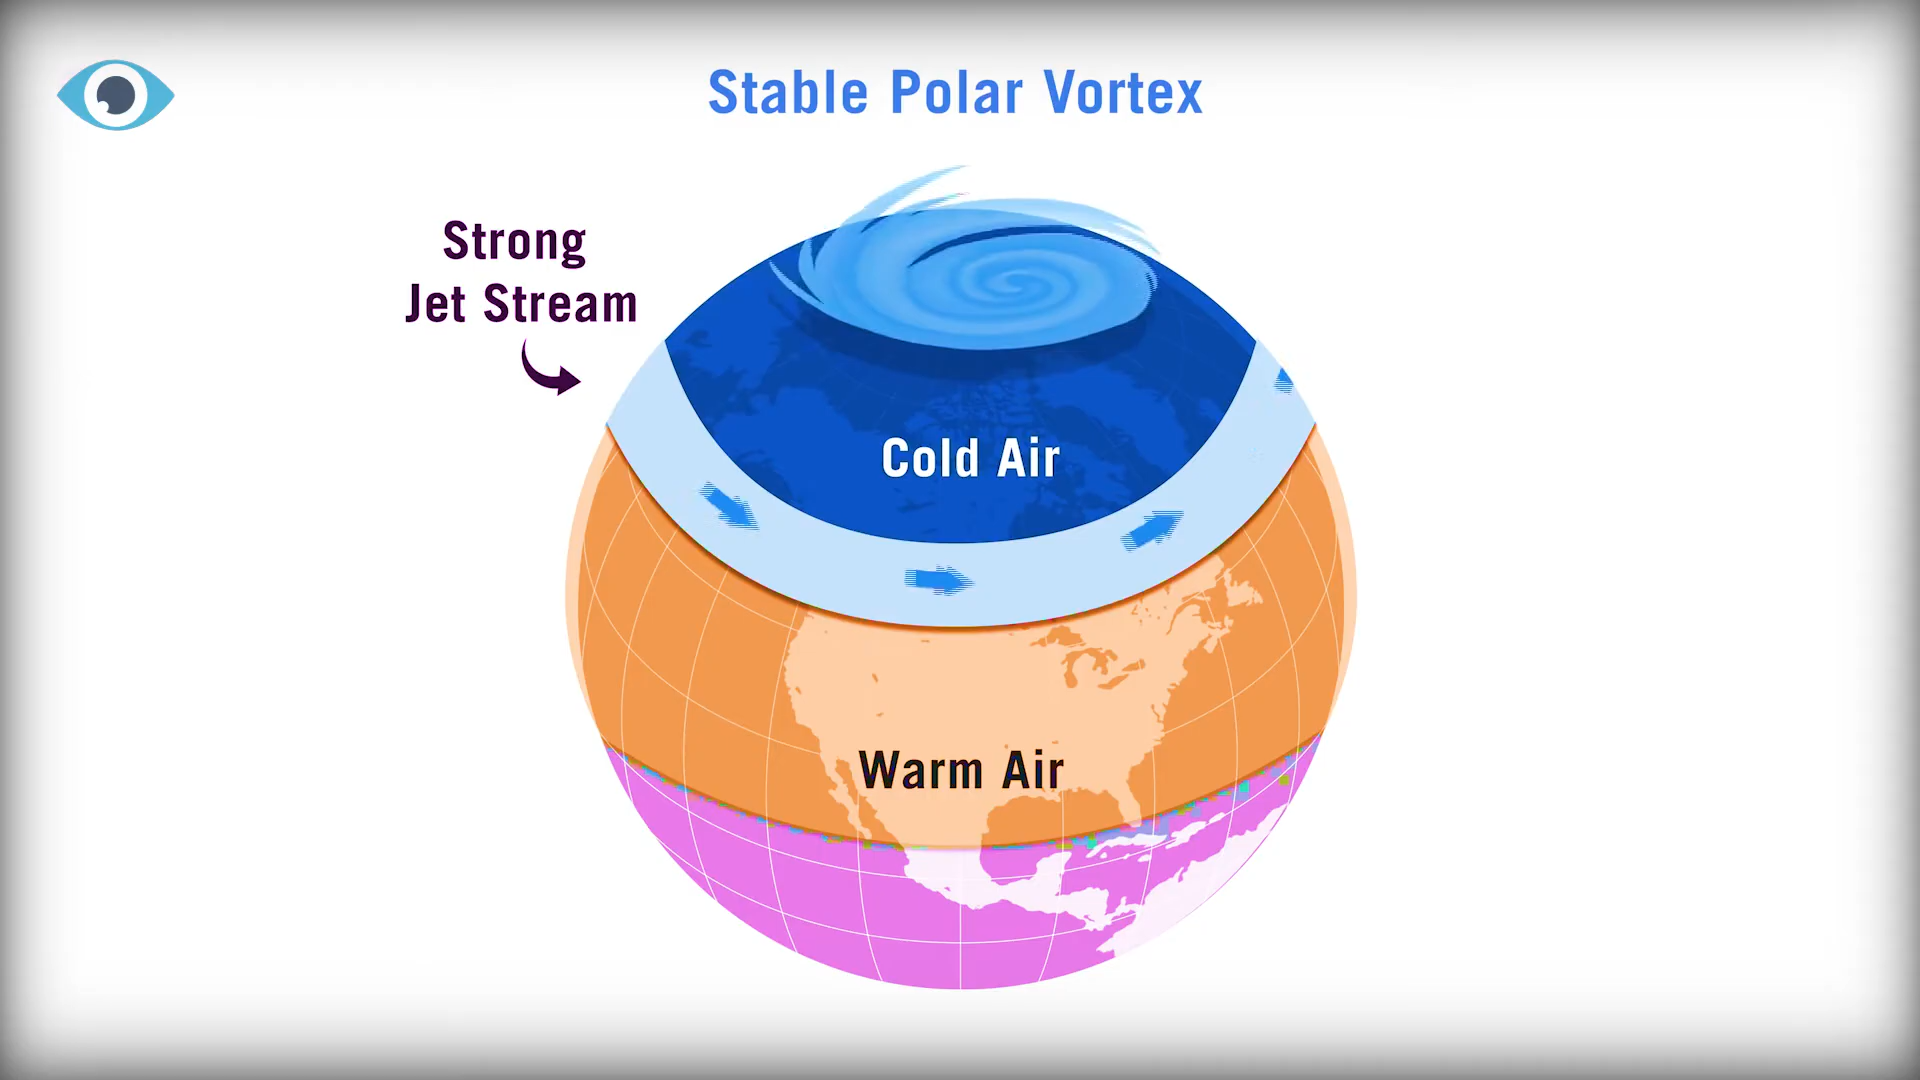 Stable Polar Vortex
Strong
Jet Stream
Cold Air
Warm Air